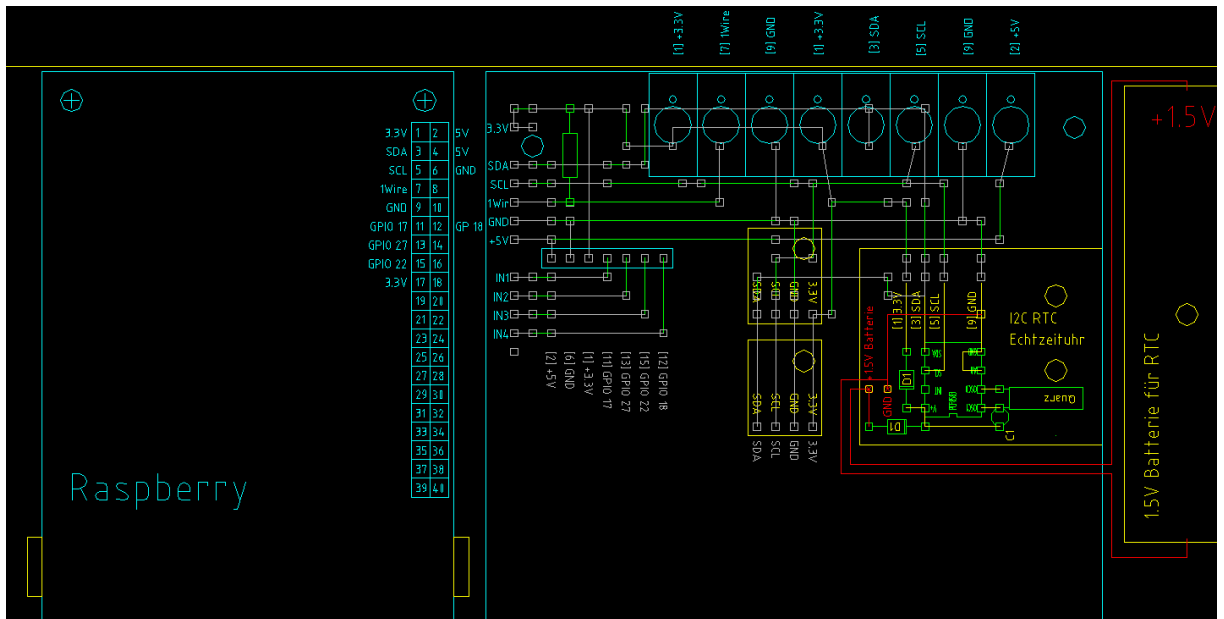 [1] +3.3V
[7] 1Wire
[9] GND
[1] +3.3V
[3] SDA
[5] SCL
[9] GND
[2] +5V
3.3V 1 2 5V
SDA 3 4 5V
SCL 5 6 GND
1Wire 7 8
GND 9 10
GPIO 17 11 12 GP 18
GPIO 27 13 14
GPIO 22 15 16
3.3V 17 18
19 20
21 22
23 24
25 26
27 28
29 30
31 32
33 34
35 36
37 38
39 40
Raspberry
3.3V
SDA
SCL
1Wir
GND
+5V
IN1
IN2
IN3
IN4
[2] +5V
[6] GND
[1] +3.3V
[11] GPIO 17
[13] GPIO 27
[15] GPIO 22
[12] GPIO 18
SDA
SCL
GND
3.3V
SDA
SCL
GND
3.3V
SDA
SCL
GND
3.3V
[1] 3.3V
[3] SDA
[5] SCL
[9] GND
+1.5V Batterie
GND
I2C RTC
Echtzeituhr
D1
D1
C1
Quarz
+1.5V
1.5V Batterie für RTC